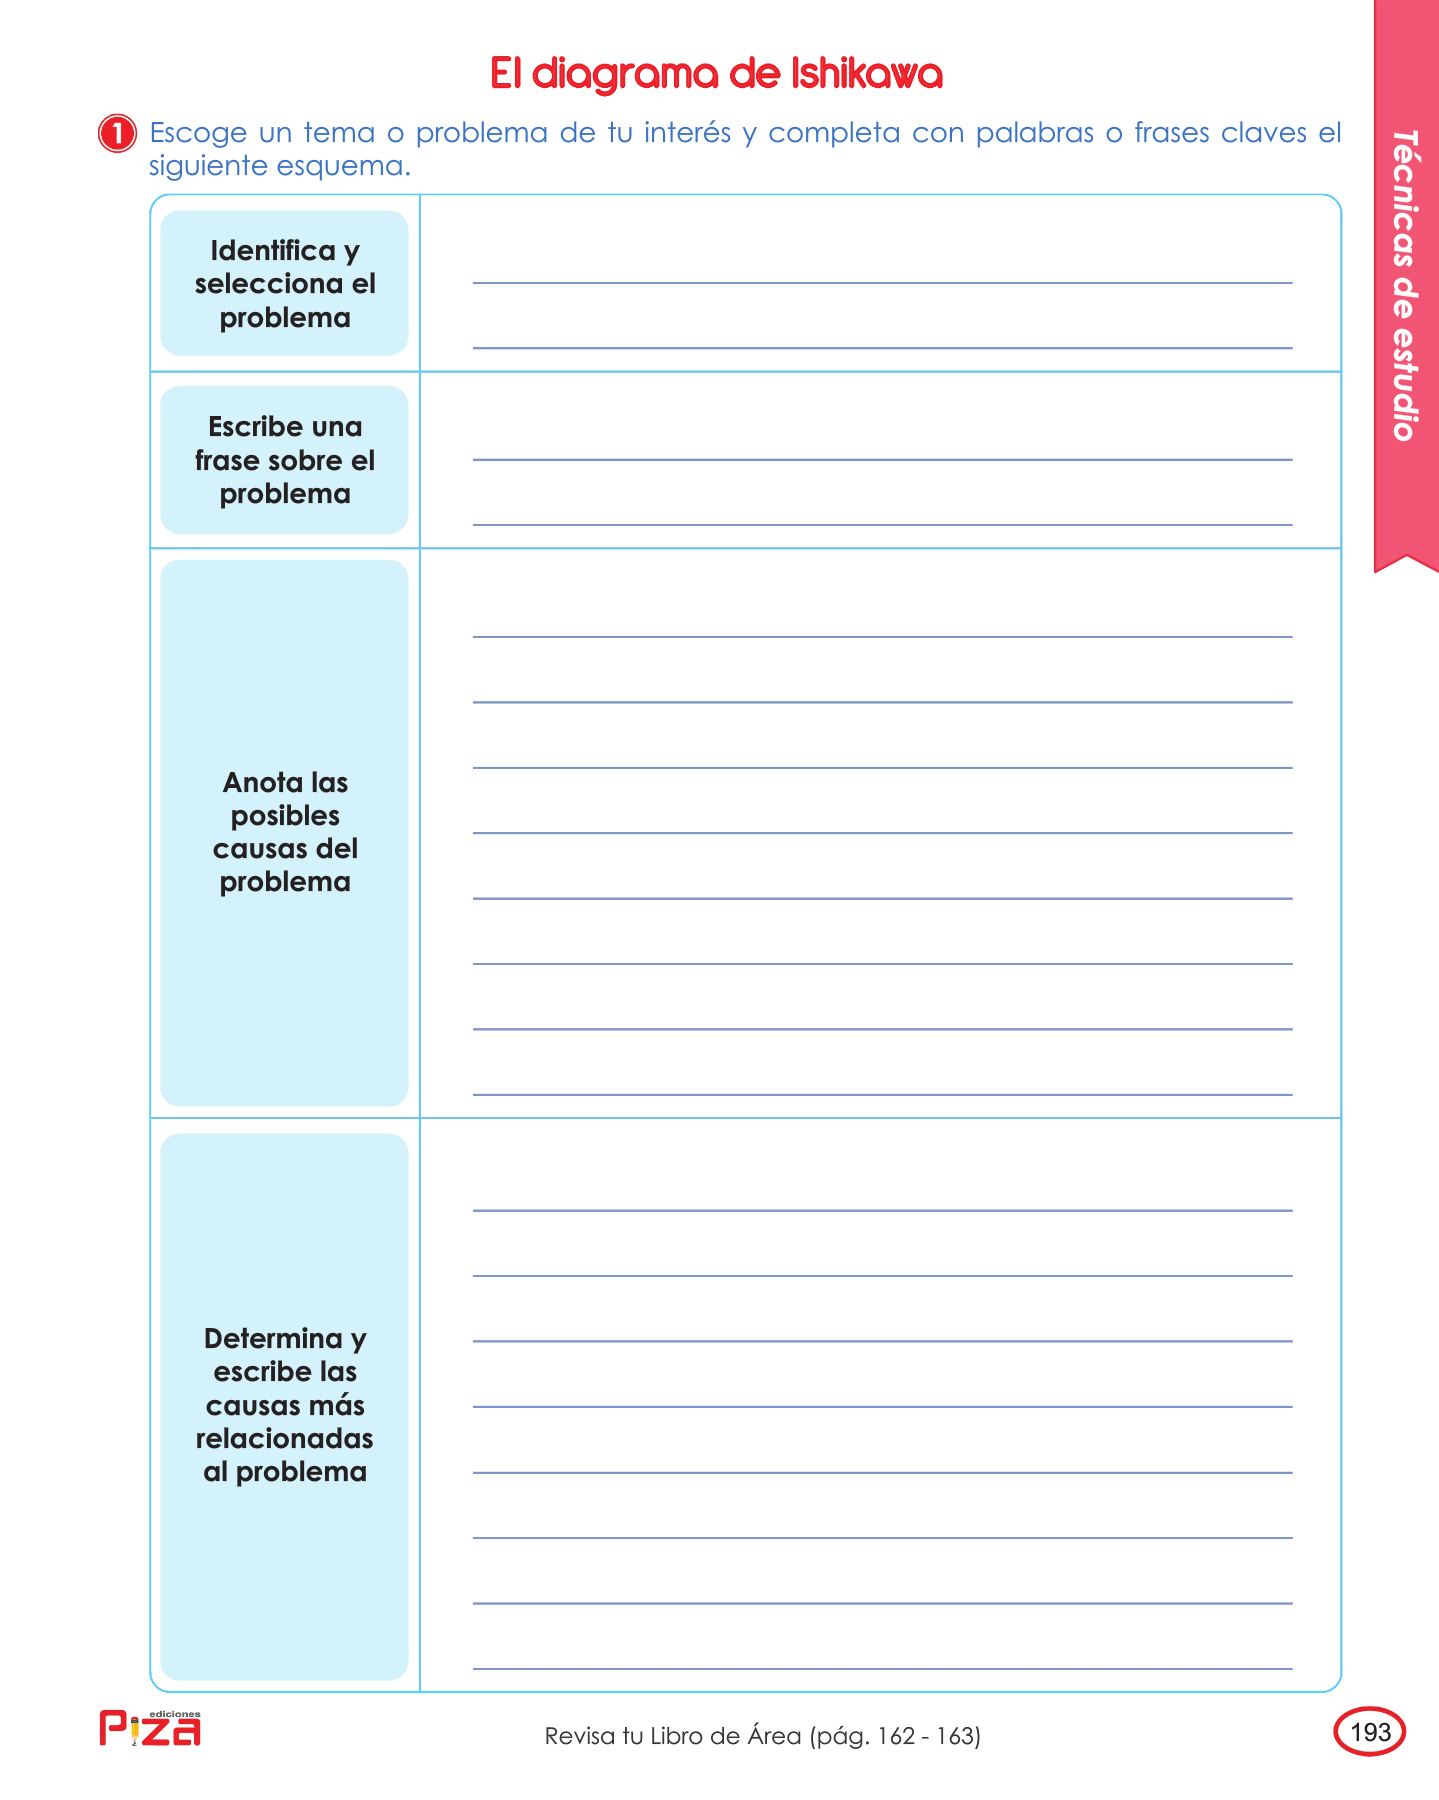 El diagrama de Ishikawa
1 Escoge un tema o problema de tu interés y completa con palabras o frases claves el
siguiente esquema.
Identifica y
selecciona el
problema
Escribe una
frase sobre el
problema
Anota las
posibles
causas del
problema
Determina y
escribe las
causas más
relacionadas
al problema
Técnicas de estudio
ediciones
PIZA
Revisa tu Libro de Área (pág. 162 - 163)
193